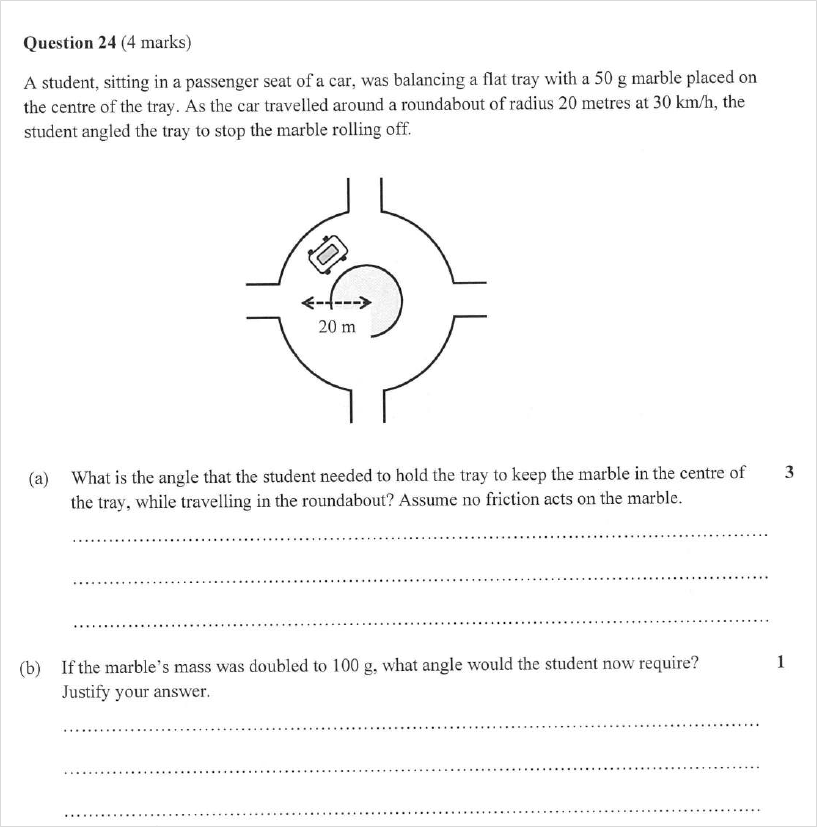 Question 24 (4 marks)
A student, sitting in a passenger seat of a car, was balancing a flat tray with a 50 g marble placed on
the centre of the tray. As the car travelled around a roundabout of radius 20 metres at 30 km/h, the
student angled the tray to stop the marble rolling off.
20 m
(a) What is the angle that the student needed to hold the tray to keep the marble in the centre of 3
the tray, while travelling in the roundabout? Assume no friction acts on the marble.
(b) If the marble's mass was doubled to 100 g, what angle would the student now require? 1
Justify your answer.